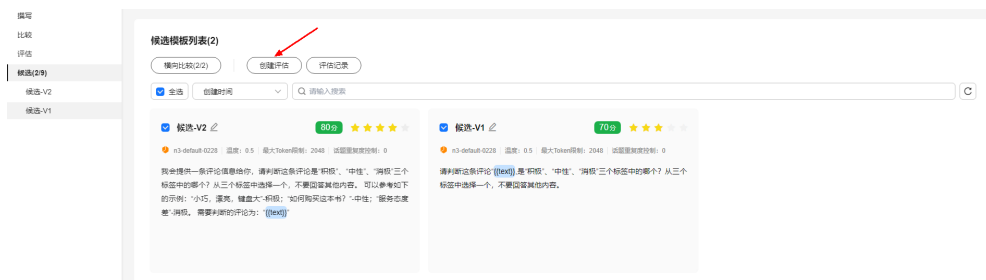 撰写
比较
评估
候选(2/9)
候选-V2
候选-V1
候选模板列表(2)
横向比较(2/2)
创建评估
评估记录
全选
创建时间
请输入搜索
候选-V2
80分
n3-default-0228 温度：0.5 最大Token限制：2048 话题重复度控制：0
我会提供一条评论信息给你，请判断这条评论是"积极"、"中性"、"消极"三个
标签中的哪个？从三个标签中选择一个，不要回答其他内容。 可以参考如下
的示例："小巧，漂亮，键盘大"-积极；"如何购买这本书？"-中性；"服务态度
差"-消极。 需要判断的评论为："{{text}}"
候选-V1
70分
n3-default-0228 温度：0.5 最大Token限制：2048 话题重复度控制：0
请判断这条评论"{{text}}.是"积极"、"中性"、"消极"三个标签中的哪个？从三个
标签中选择一个，不要回答其他内容。